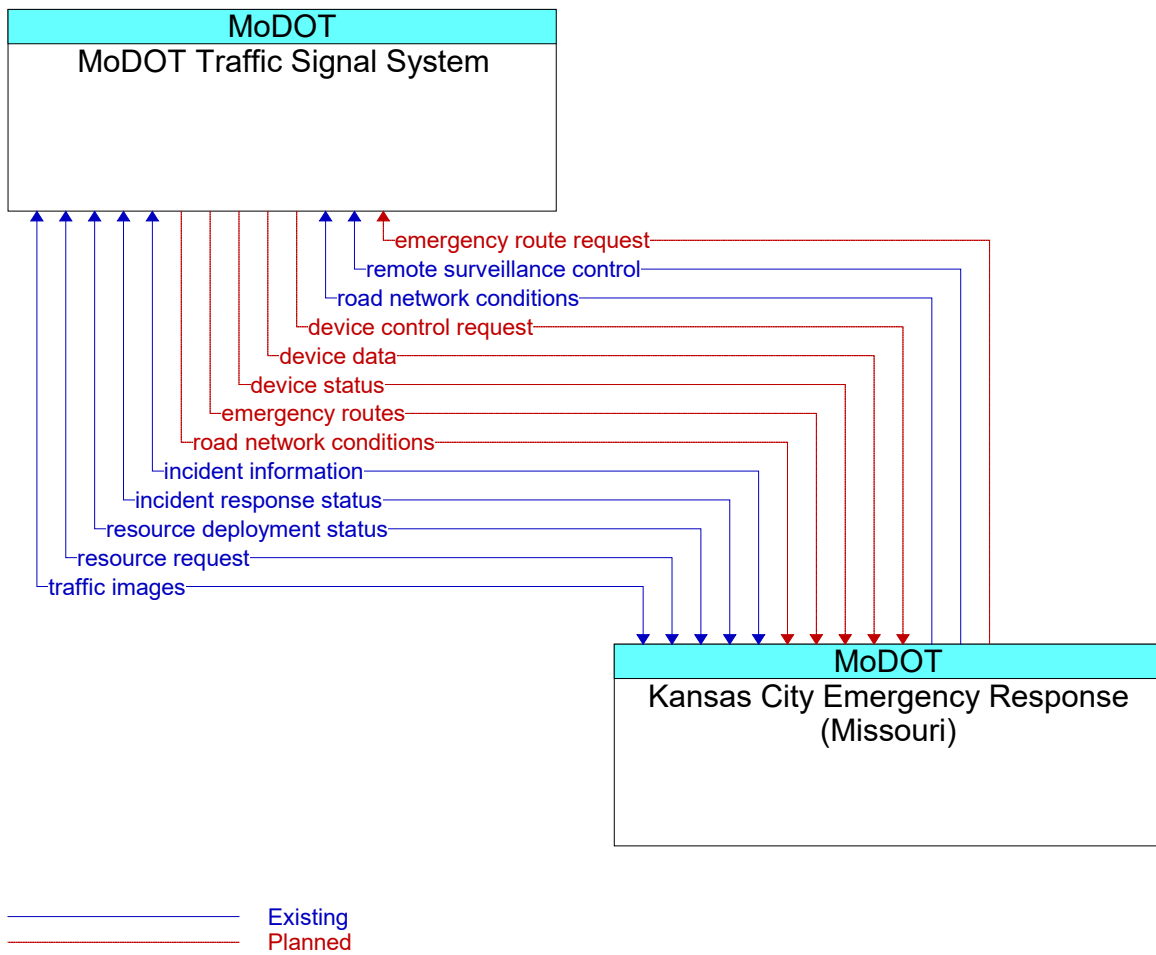 MoDOT
MoDOT Traffic Signal System
emergency route request
remote surveillance control
road network conditions
device control request
device data
device status
emergency routes
road network conditions
incident information
incident response status
resource deployment status
resource request
traffic images
MoDOT
Kansas City Emergency Response
(Missouri)
Existing
Planned